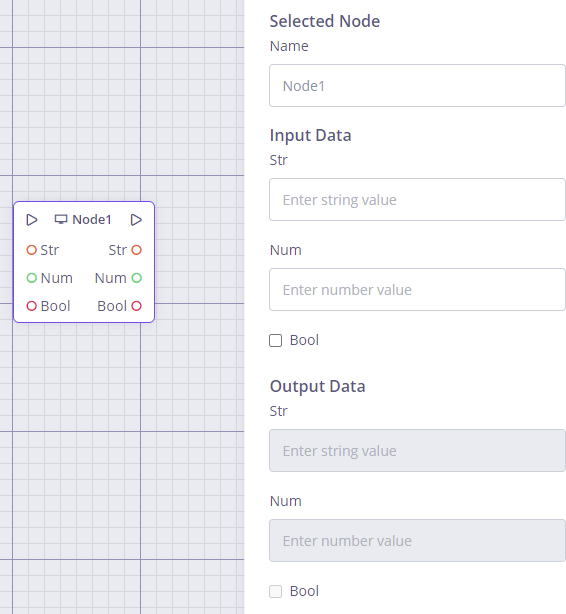 Node1
Str Str
Num Num
Bool Bool
Selected Node
Name
Node1
Input Data
Str
Enter string value
Num
Enter number value
Bool
Output Data
Str
Enter string value
Num
Enter number value
Bool